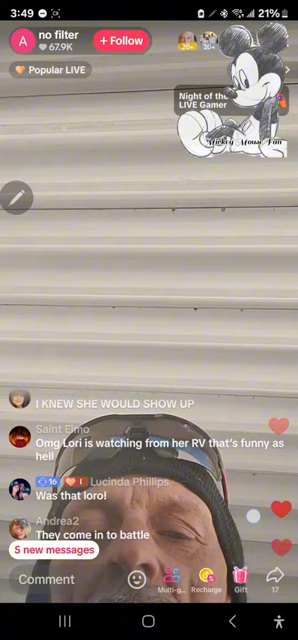 3:49
21%
A
no filter
67.9K
+ Follow
20+
20+
Popular LIVE
Night of the
LIVE Gamer
Mickey Mouse Fan
I KNEW SHE WOULD SHOW UP
Saint Elmo
Omg Lori is watching from her RV that's funny as
hell
16
1
Lucinda Phillips
Was that loro!
Andrea2
They come in to battle
5 new messages
Comment
Multi-g...
Recharge
Gift
17